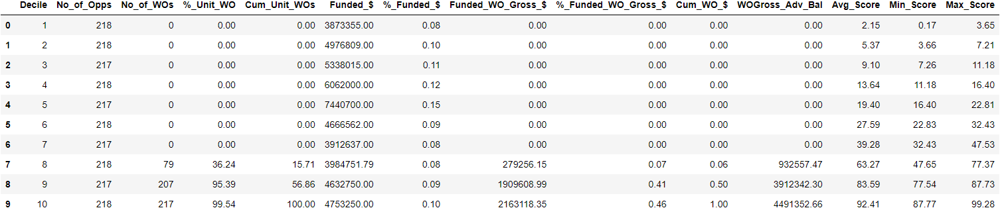 Decile No_of_Opps No_of_WOs %_Unit_WO Cum_Unit_WOs Funded_$ %_Funded_$ Funded_WO_Gross_$ %_Funded_WO_Gross_$ Cum_WO_$ WOGross_Adv_Bal Avg_Score Min_Score Max_Score
0 1 218 0 0.00 0.00 3873355.00 0.08 0.00 0.00 0.00 0.00 2.15 0.17 3.65
1 2 218 0 0.00 0.00 4976809.00 0.10 0.00 0.00 0.00 0.00 5.37 3.66 7.21
2 3 217 0 0.00 0.00 5338015.00 0.11 0.00 0.00 0.00 0.00 9.10 7.26 11.18
3 4 218 0 0.00 0.00 6062000.00 0.12 0.00 0.00 0.00 0.00 13.64 11.18 16.40
4 5 217 0 0.00 0.00 7440700.00 0.15 0.00 0.00 0.00 0.00 19.40 16.40 22.81
5 6 218 0 0.00 0.00 4666562.00 0.09 0.00 0.00 0.00 0.00 27.59 22.83 32.43
6 7 217 0 0.00 0.00 3912637.00 0.08 0.00 0.00 0.00 0.00 39.28 32.43 47.53
7 8 218 79 36.24 15.71 3984751.79 0.08 279256.15 0.07 0.06 932557.47 63.27 47.65 77.37
8 9 217 207 95.39 56.86 4632750.00 0.09 1909608.99 0.41 0.50 3912342.30 83.59 77.54 87.73
9 10 218 217 99.54 100.00 4753250.00 0.10 2163118.35 0.46 1.00 4491352.66 92.41 87.77 99.28